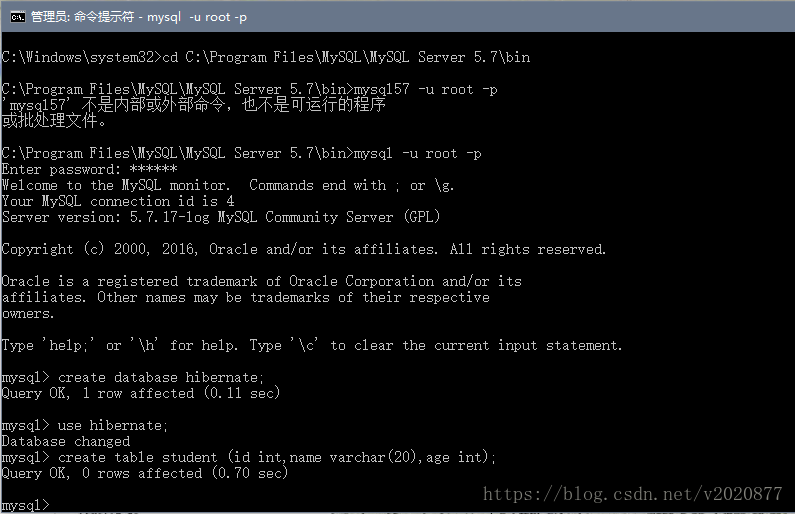 管理员: 命令提示符 - mysql  -u root -p
C:\Windows\system32>cd C:\Program Files\MySQL\MySQL Server 5.7\bin
C:\Program Files\MySQL\MySQL Server 5.7\bin>mysql57 -u root -p
'mysql57' 不是内部或外部命令，也不是可运行的程序
或批处理文件。
C:\Program Files\MySQL\MySQL Server 5.7\bin>mysql -u root -p
Enter password: ******
Welcome to the MySQL monitor.  Commands end with ; or \g.
Your MySQL connection id is 4
Server version: 5.7.17-log MySQL Community Server (GPL)
Copyright (c) 2000, 2016, Oracle and/or its affiliates. All rights reserved.
Oracle is a registered trademark of Oracle Corporation and/or its
affiliates. Other names may be trademarks of their respective
owners.
Type 'help;' or '\h' for help. Type '\c' to clear the current input statement.
mysql> create database hibernate;
Query OK, 1 row affected (0.11 sec)
mysql> use hibernate;
Database changed
mysql> create table student (id int,name varchar(20),age int);
Query OK, 0 rows affected (0.70 sec)
mysql>
https://blog.csdn.net/v2020877